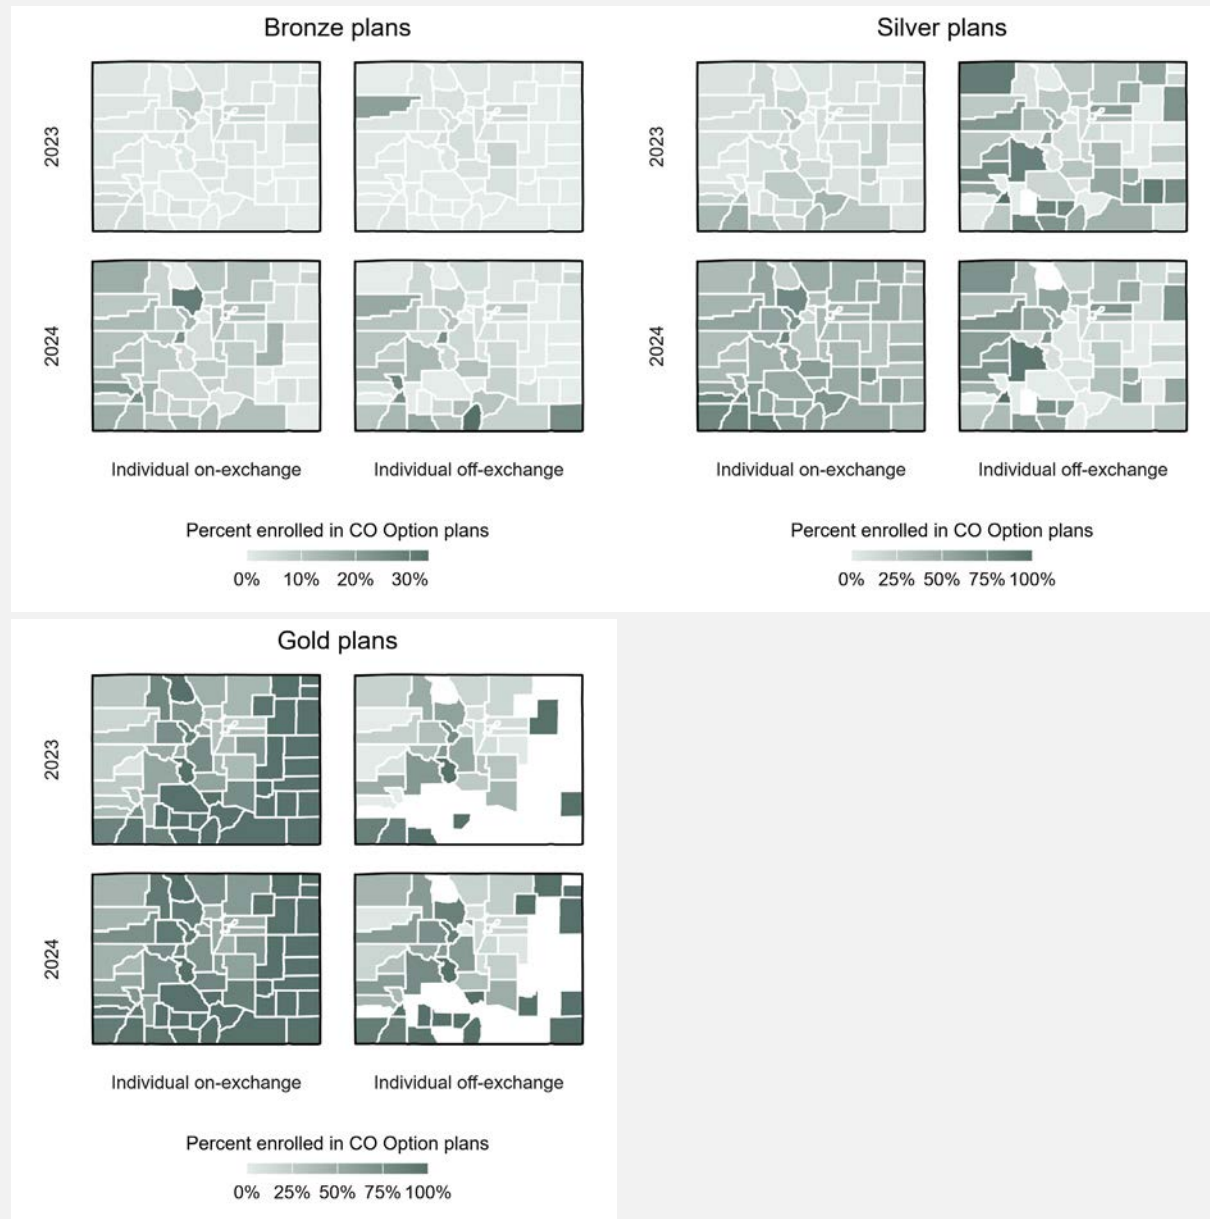 Bronze plans
2023
2024
Individual on-exchange Individual off-exchange
Percent enrolled in CO Option plans
0% 10% 20% 30%
Silver plans
2023
2024
Individual on-exchange Individual off-exchange
Percent enrolled in CO Option plans
0% 25% 50% 75% 100%
Gold plans
2023
2024
Individual on-exchange Individual off-exchange
Percent enrolled in CO Option plans
0% 25% 50% 75% 100%